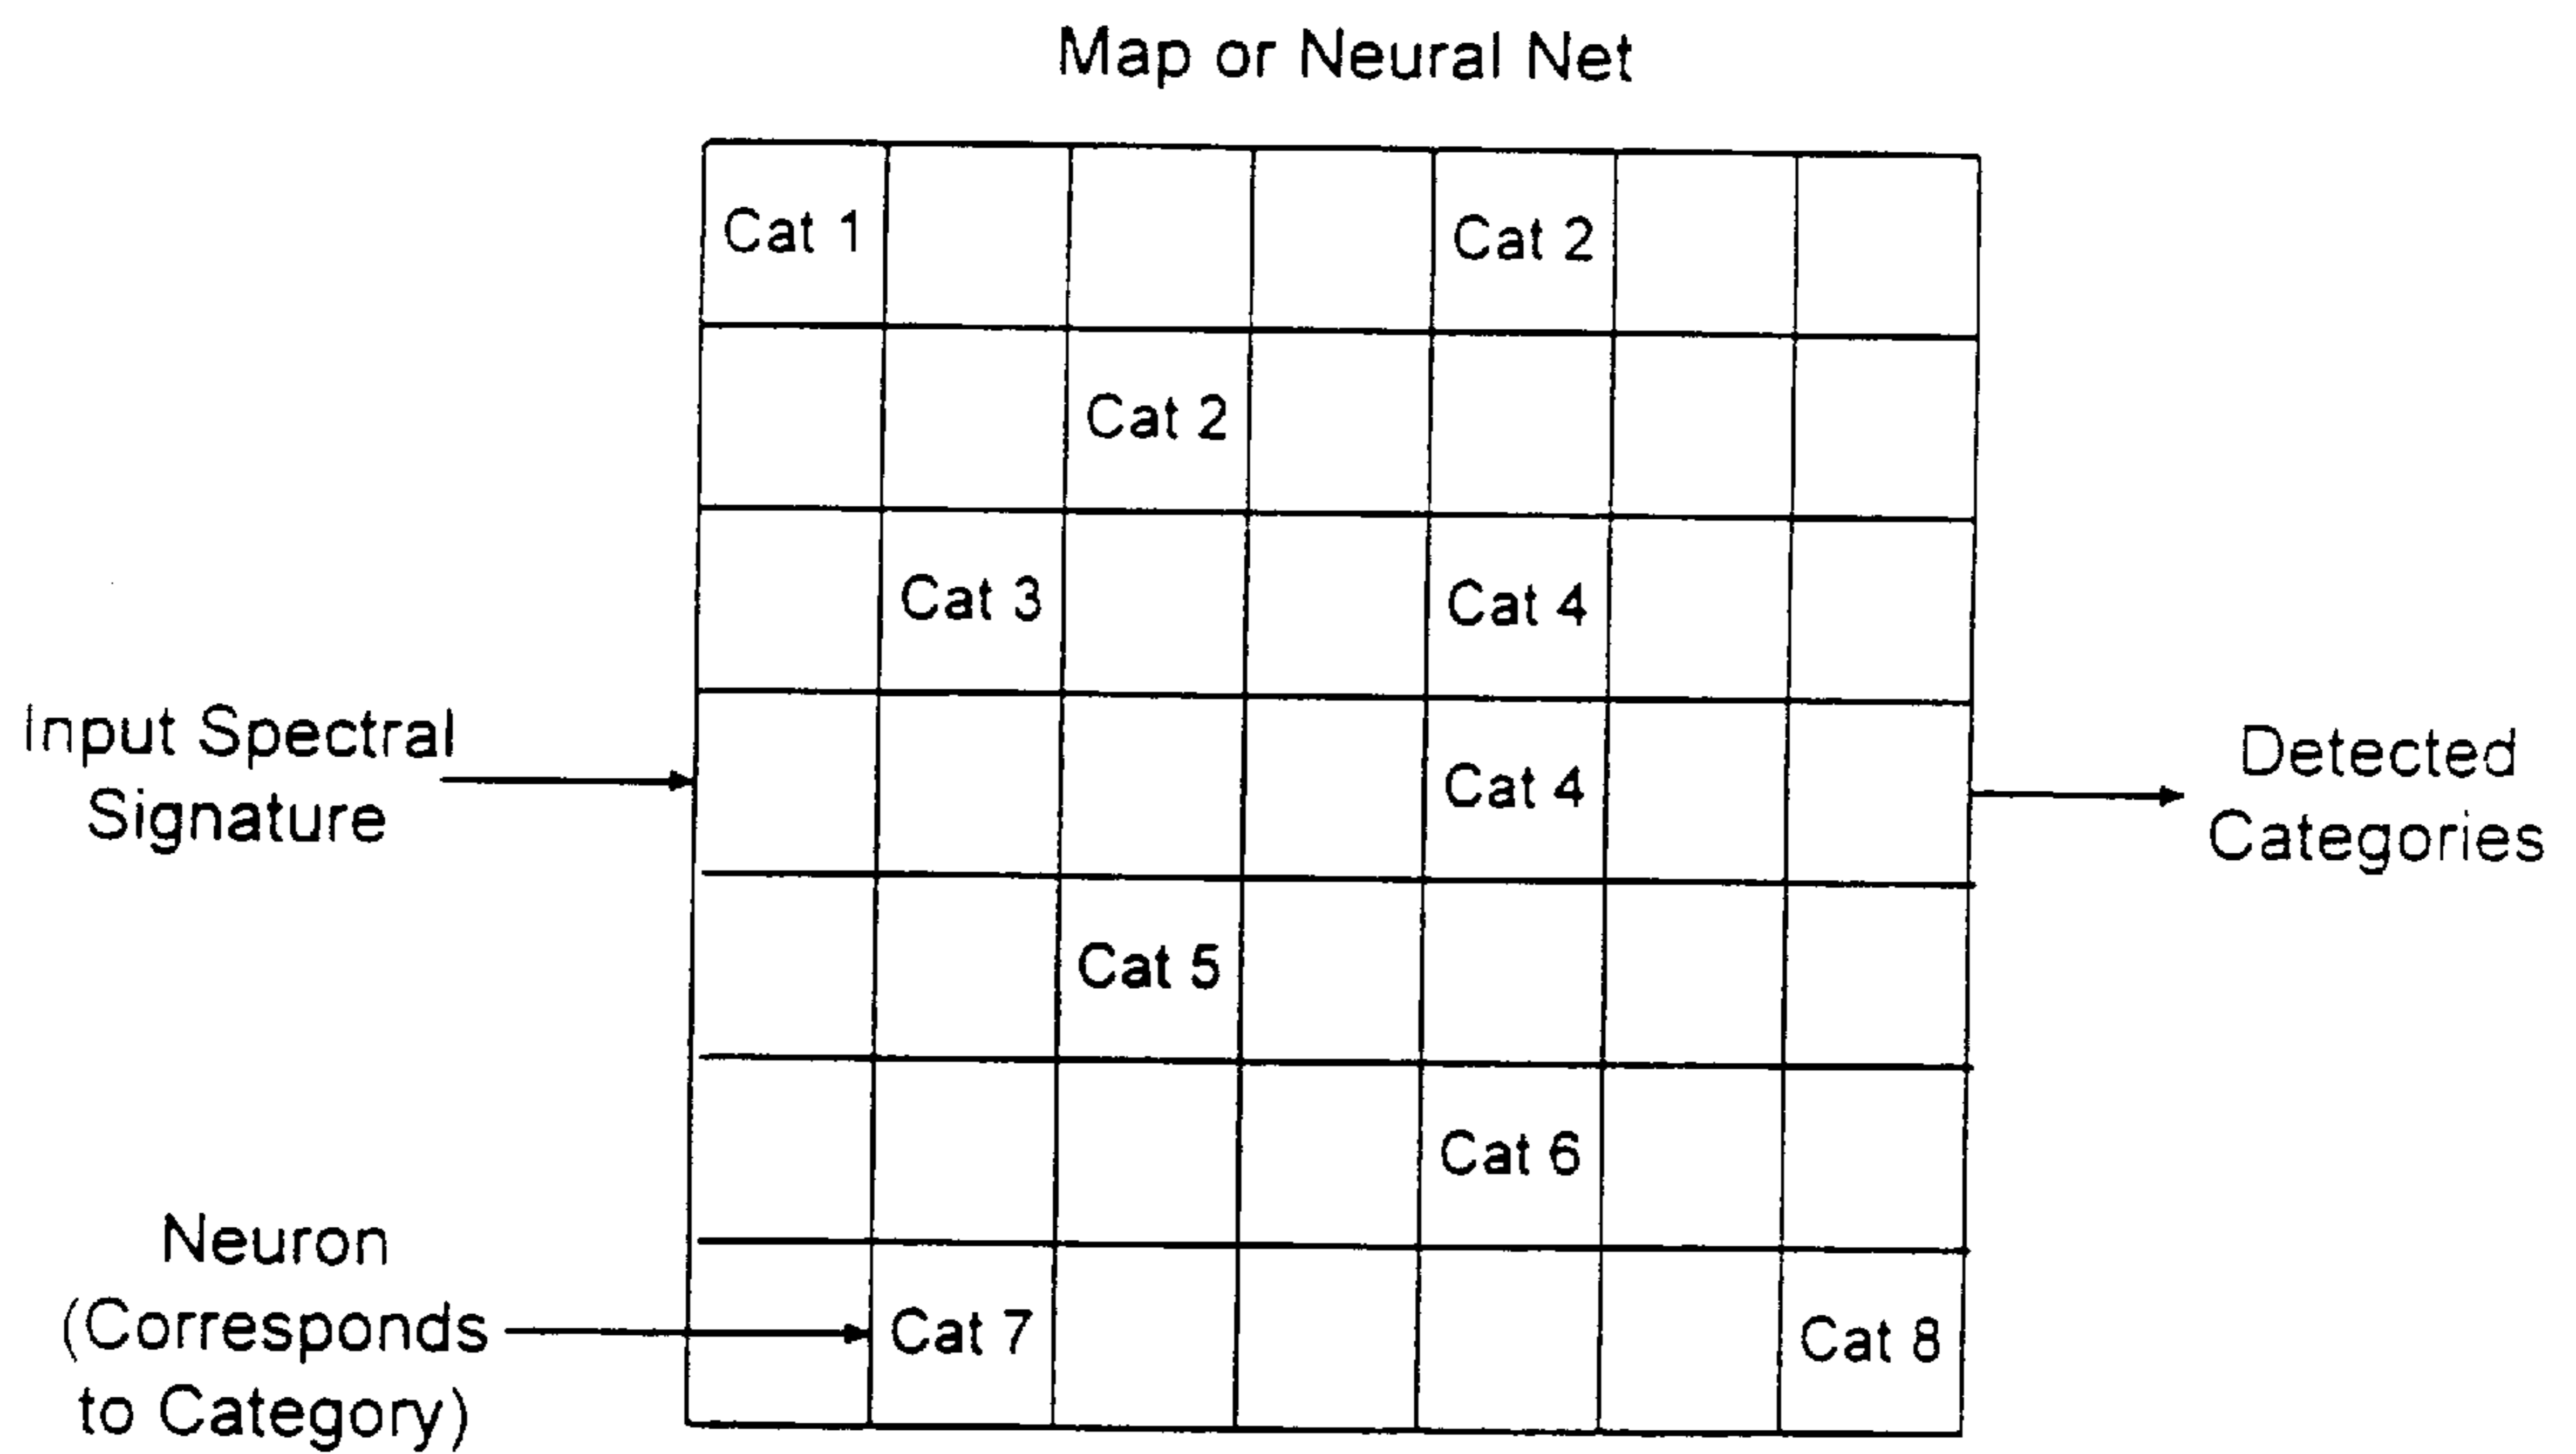 Map or Neural Net
Cat 1
Cat 2
Cat 2
Cat 3
Cat 4
Input Spectral
Signature
Cat 4
Detected
Categories
Cat 5
Cat 6
Neuron
(Corresponds
to Category)
Cat 7
Cat 8